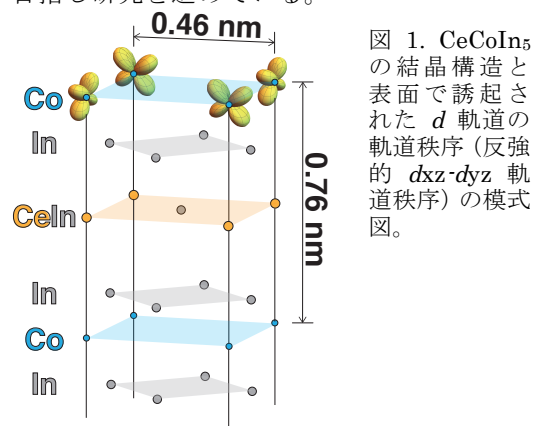 目指し研究を進めている。
0.46 nm
Co
In
CeIn
In
Co
In
0.76 nm
図 1. CeCoIn₅
の結晶構造と
表面で誘起さ
れた d 軌道の
軌道秩序（反強
的 dxz-dyz 軌
道秩序）の模式
図。